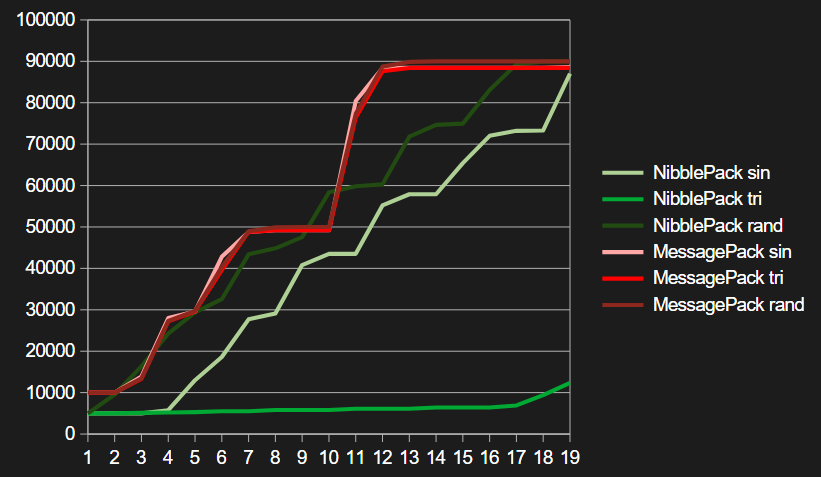 100000
90000
80000
70000
60000
50000
40000
30000
20000
10000
0
1 2 3 4 5 6 7 8 9 10 11 12 13 14 15 16 17 18 19
NibblePack sin
NibblePack tri
NibblePack rand
MessagePack sin
MessagePack tri
MessagePack rand